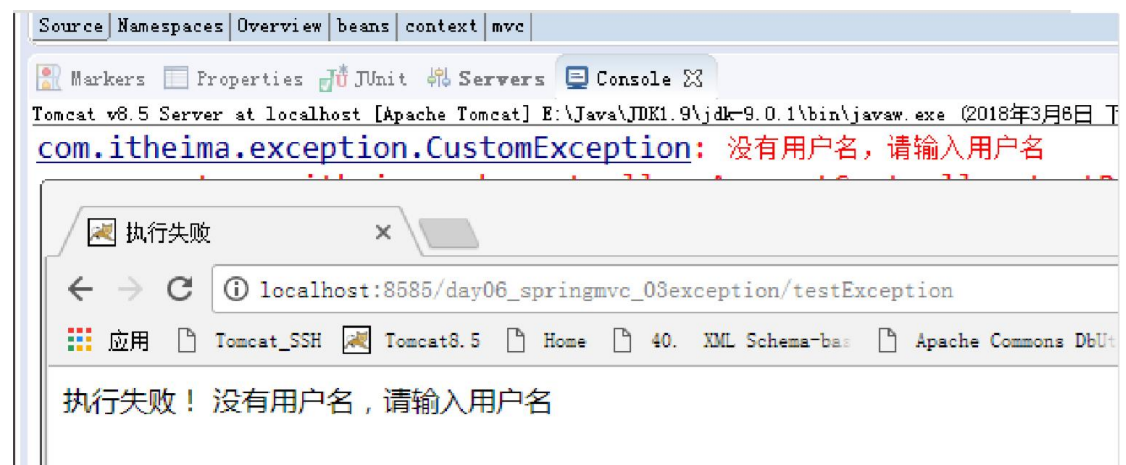 Source Namespaces Overview beans context mvc
Markers Properties JUnit Servers Console
Tomcat v8.5 Server at localhost [Apache Tomcat] E:\Java\JDK1.9\jdk-9.0.1\bin\javaw.exe (2018年3月6日 下
com.itheima.exception.CustomException: 没有用户名，请输入用户名
执行失败
localhost:8585/day06_springmvc_03exception/testException
应用 Tomcat_SSH Tomcat8.5 Home 40. XML Schema-bas Apache Commons DbUt
执行失败！ 没有用户名，请输入用户名